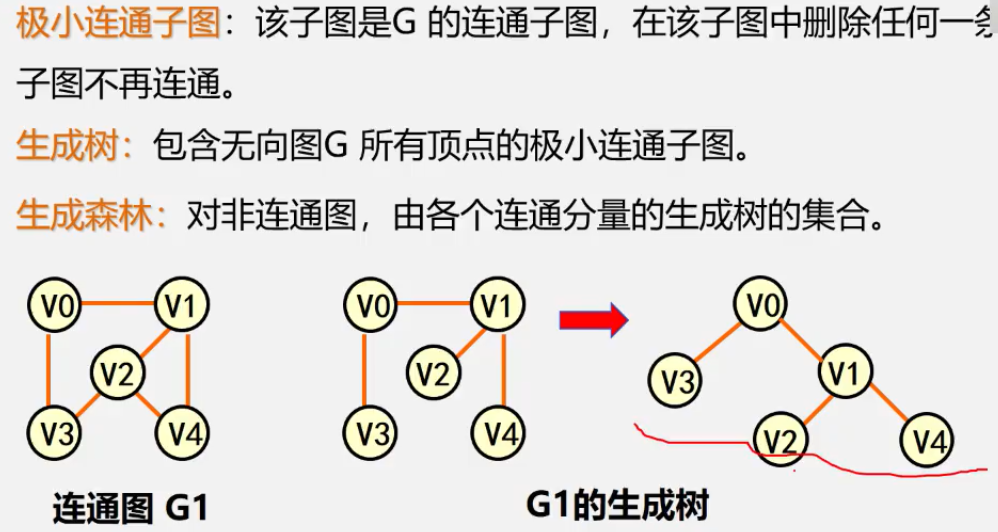 极小连通子图：该子图是G 的连通子图，在该子图中删除任何一条
子图不再连通。
生成树：包含无向图G 所有顶点的极小连通子图。
生成森林：对非连通图，由各个连通分量的生成树的集合。
V0 V1 V0 V1 V0
V2 V2 V3 V1
V3 V4 V3 V4 V2 V4
连通图 G1 G1的生成树